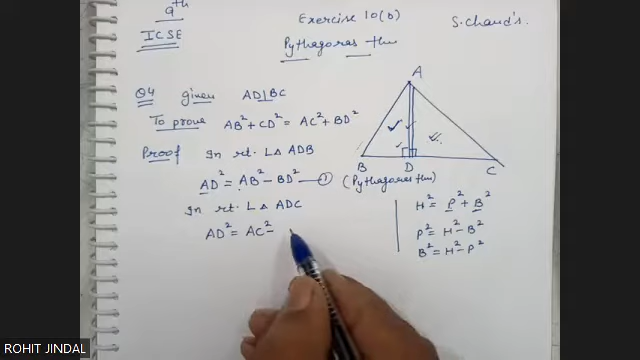 9th
ICSE
Exercise 10(b)
S.Chand's.
Pythagoras thm
Q4 given AD⊥BC
To prove AB² + CD² = AC² + BD²
Proof In rt. L△ ADB
AD² = AB² - BD² —— ①
(Pythagoras thm)
In rt. L△ ADC
AD² = AC² -
A
B
D
C
H² = P² + B²
P² = H² - B²
B² = H² - P²
ROHIT JINDAL